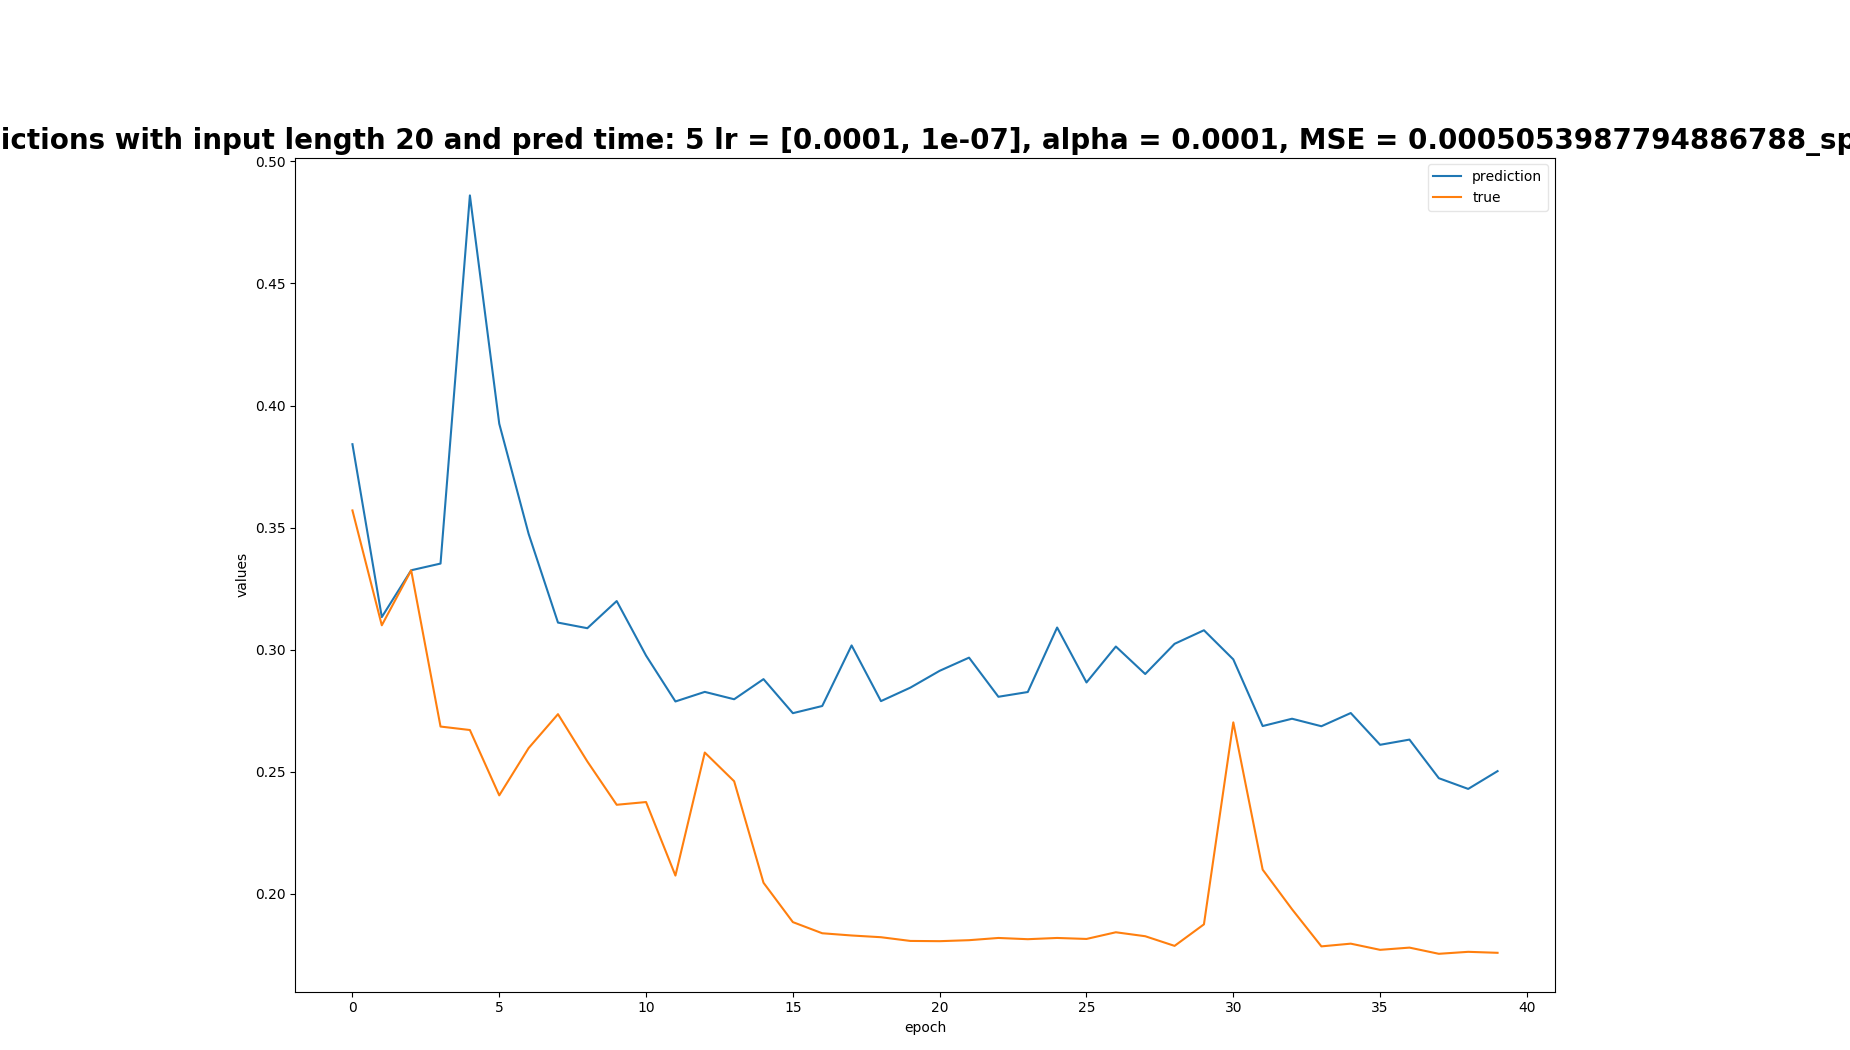 ictions with input length 20 and pred time: 5 lr = [0.0001, 1e-07], alpha = 0.0001, MSE = 0.0005053987794886788_sp
prediction
true
0.50
0.45
0.40
0.35
0.30
0.25
0.20
values
0 5 10 15 20 25 30 35 40
epoch